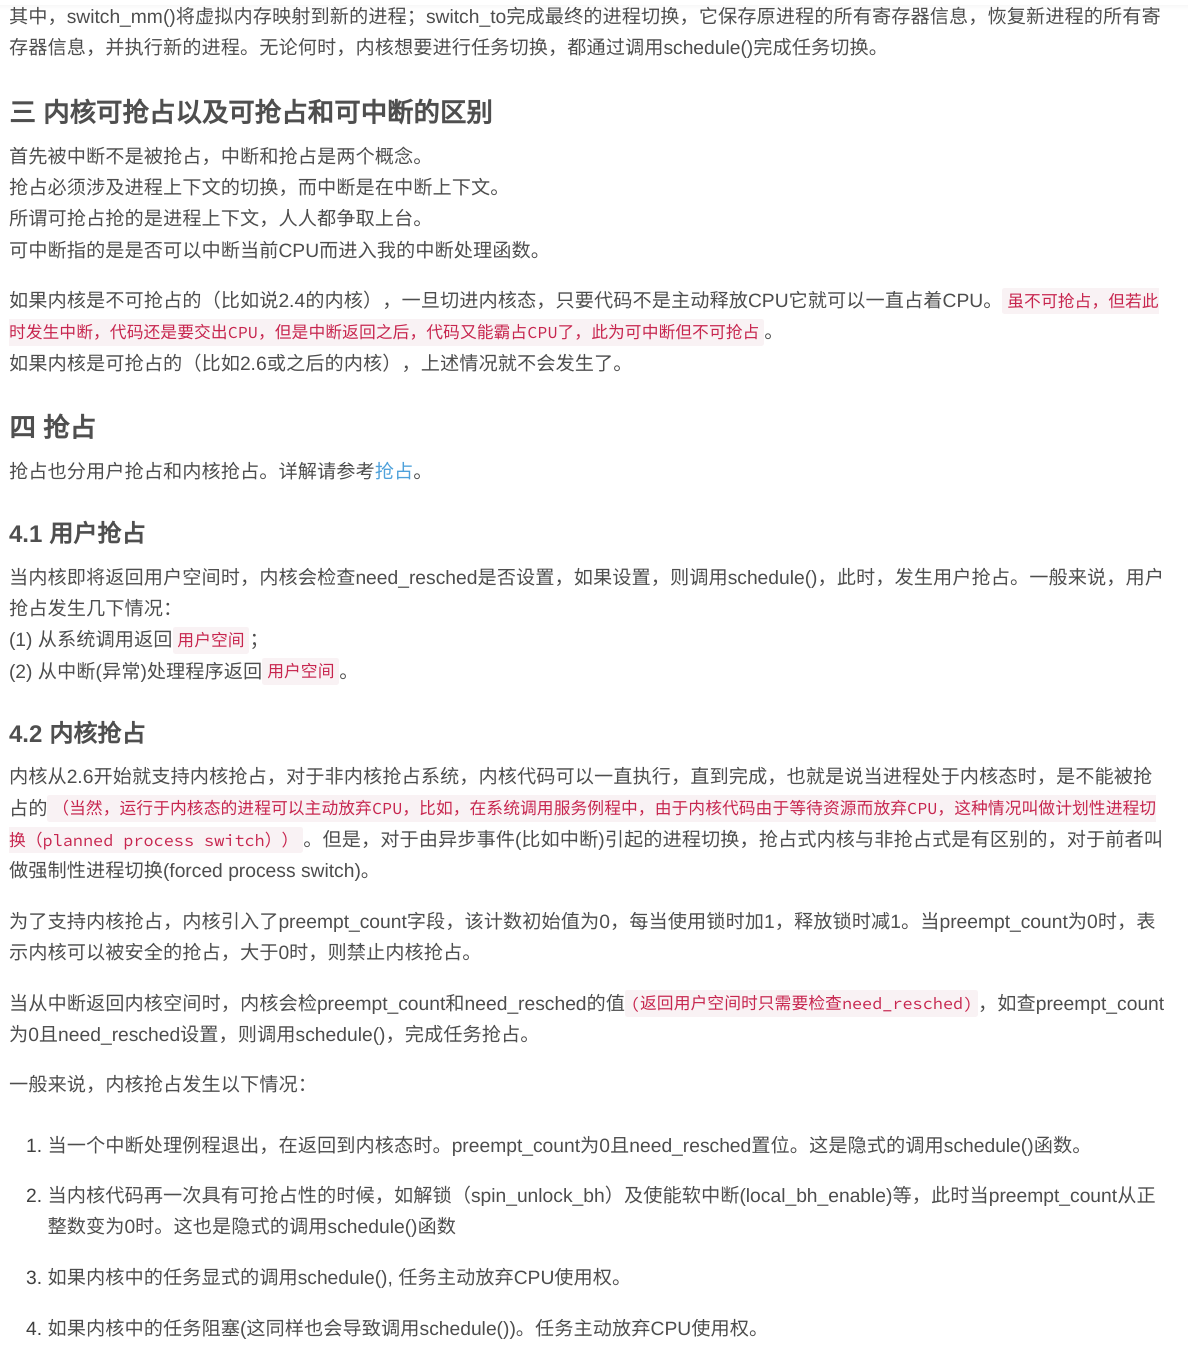 其中，switch_mm()将虚拟内存映射到新的进程；switch_to完成最终的进程切换，它保存原进程的所有寄存器信息，恢复新进程的所有寄
存器信息，并执行新的进程。无论何时，内核想要进行任务切换，都通过调用schedule()完成任务切换。
三 内核可抢占以及可抢占和可中断的区别
首先被中断不是被抢占，中断和抢占是两个概念。
抢占必须涉及进程上下文的切换，而中断是在中断上下文。
所谓可抢占抢的是进程上下文，人人都争取上台。
可中断指的是是否可以中断当前CPU而进入我的中断处理函数。
如果内核是不可抢占的（比如说2.4的内核），一旦切进内核态，只要代码不是主动释放CPU它就可以一直占着CPU。虽不可抢占，但若此
时发生中断，代码还是要交出CPU，但是中断返回之后，代码又能霸占CPU了，此为可中断但不可抢占。
如果内核是可抢占的（比如2.6或之后的内核），上述情况就不会发生了。
四 抢占
抢占也分用户抢占和内核抢占。详解请参考抢占。
4.1 用户抢占
当内核即将返回用户空间时，内核会检查need_resched是否设置，如果设置，则调用schedule()，此时，发生用户抢占。一般来说，用户
抢占发生几下情况：
(1) 从系统调用返回用户空间；
(2) 从中断(异常)处理程序返回用户空间。
4.2 内核抢占
内核从2.6开始就支持内核抢占，对于非内核抢占系统，内核代码可以一直执行，直到完成，也就是说当进程处于内核态时，是不能被抢
占的（当然，运行于内核态的进程可以主动放弃CPU，比如，在系统调用服务例程中，由于内核代码由于等待资源而放弃CPU，这种情况叫做计划性进程切
换（planned process switch））。但是，对于由异步事件(比如中断)引起的进程切换，抢占式内核与非抢占式是有区别的，对于前者叫
做强制性进程切换(forced process switch)。
为了支持内核抢占，内核引入了preempt_count字段，该计数初始值为0，每当使用锁时加1，释放锁时减1。当preempt_count为0时，表
示内核可以被安全的抢占，大于0时，则禁止内核抢占。
当从中断返回内核空间时，内核会检preempt_count和need_resched的值(返回用户空间时只需要检查need_resched)，如查preempt_count
为0且need_resched设置，则调用schedule()，完成任务抢占。
一般来说，内核抢占发生以下情况：
1. 当一个中断处理例程退出，在返回到内核态时。preempt_count为0且need_resched置位。这是隐式的调用schedule()函数。
2. 当内核代码再一次具有可抢占性的时候，如解锁（spin_unlock_bh）及使能软中断(local_bh_enable)等，此时当preempt_count从正
整数变为0时。这也是隐式的调用schedule()函数
3. 如果内核中的任务显式的调用schedule(), 任务主动放弃CPU使用权。
4. 如果内核中的任务阻塞(这同样也会导致调用schedule())。任务主动放弃CPU使用权。